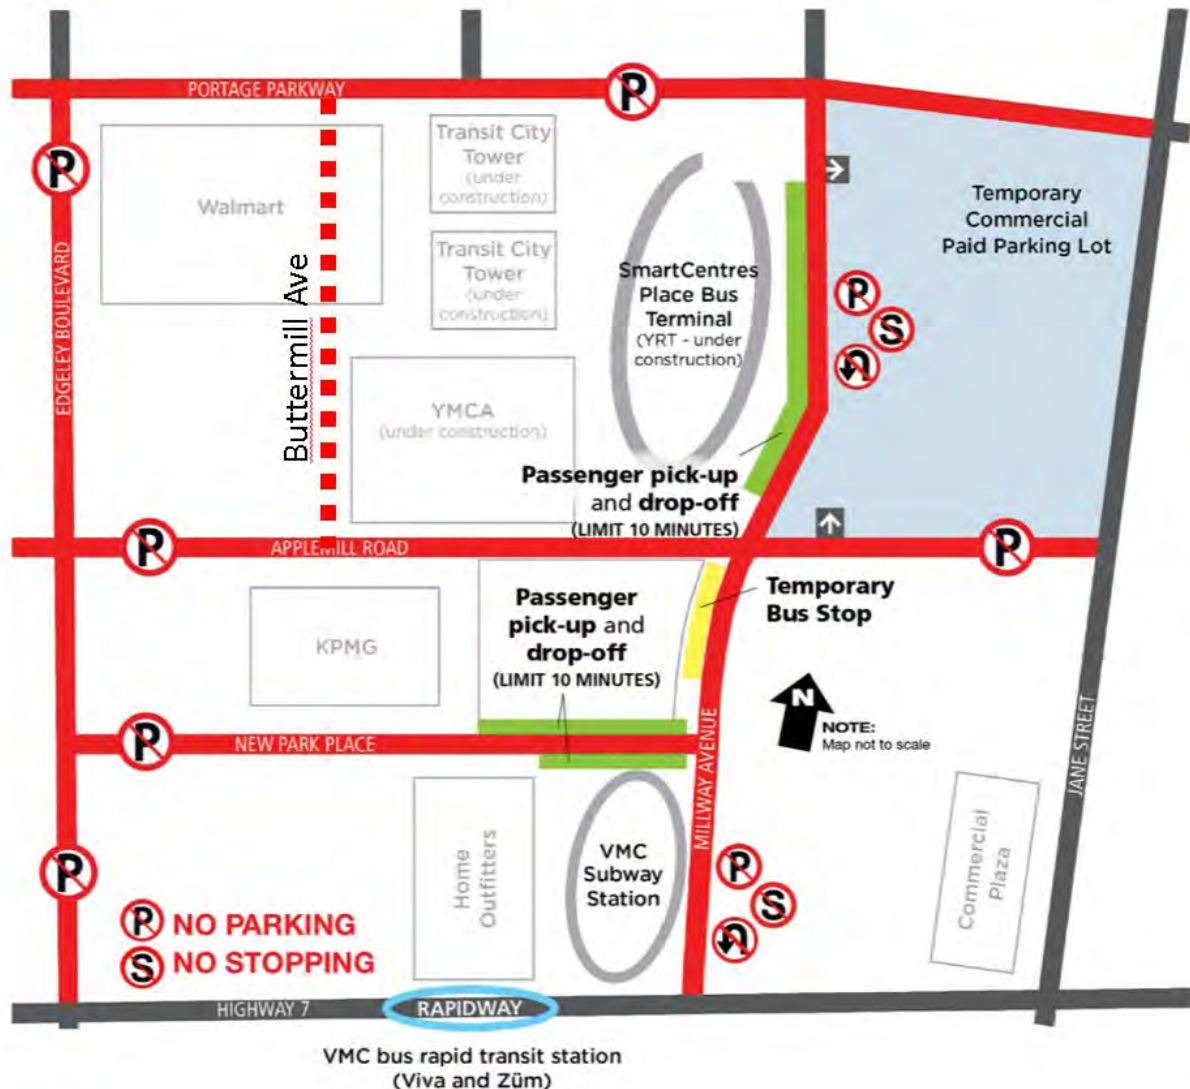 PORTAGE PARKWAY
P
P
Transit City
Tower
(under
construction)
Walmart
Temporary
Commercial
Paid Parking Lot
Transit City
Tower
(under
construction)
SmartCentres
Place Bus
Terminal
(YRT - under
construction)
EDGELEY BOULEVARD
Buttermill Ave
P
S
YMCA
(under construction)
Passenger pick-up
and drop-off
(LIMIT 10 MINUTES)
P
APPLEMILL ROAD
P
Passenger
pick-up and
drop-off
(LIMIT 10 MINUTES)
Temporary
Bus Stop
KPMG
N
NOTE:
Map not to scale
P
NEW PARK PLACE
MILLWAY AVENUE
JANE STREET
Home
Outfitters
VMC
Subway
Station
Commercial
Plaza
P
P
S
P NO PARKING
S NO STOPPING
HIGHWAY 7
RAPIDWAY
VMC bus rapid transit station
(Viva and Züm)